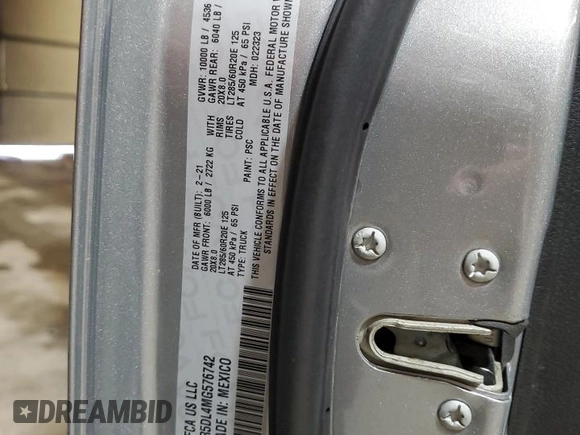 FCA US LLC
DATE OF MFR (BUILT): 2-21
GVWR: 10000 LB / 4536
GAWR FRONT: 6000 LB / 2722 KG WITH
GAWR REAR: 6040 LB /
20X8.0 RIMS
20X8.0
LT285/60R20E 125 TIRES
LT285/60R20E 125
AT 450 kPa / 65 PSI COLD
AT 450 kPa / 65 PSI
TYPE: TRUCK
PAINT: PSC
MDH: 022323
THIS VEHICLE CONFORMS TO ALL APPLICABLE U.S.A. FEDERAL MOTOR
STANDARDS IN EFFECT ON THE DATE OF MANUFACTURE SHOWN
R5DL4MG576742
MADE IN: MEXICO
DREAMBID